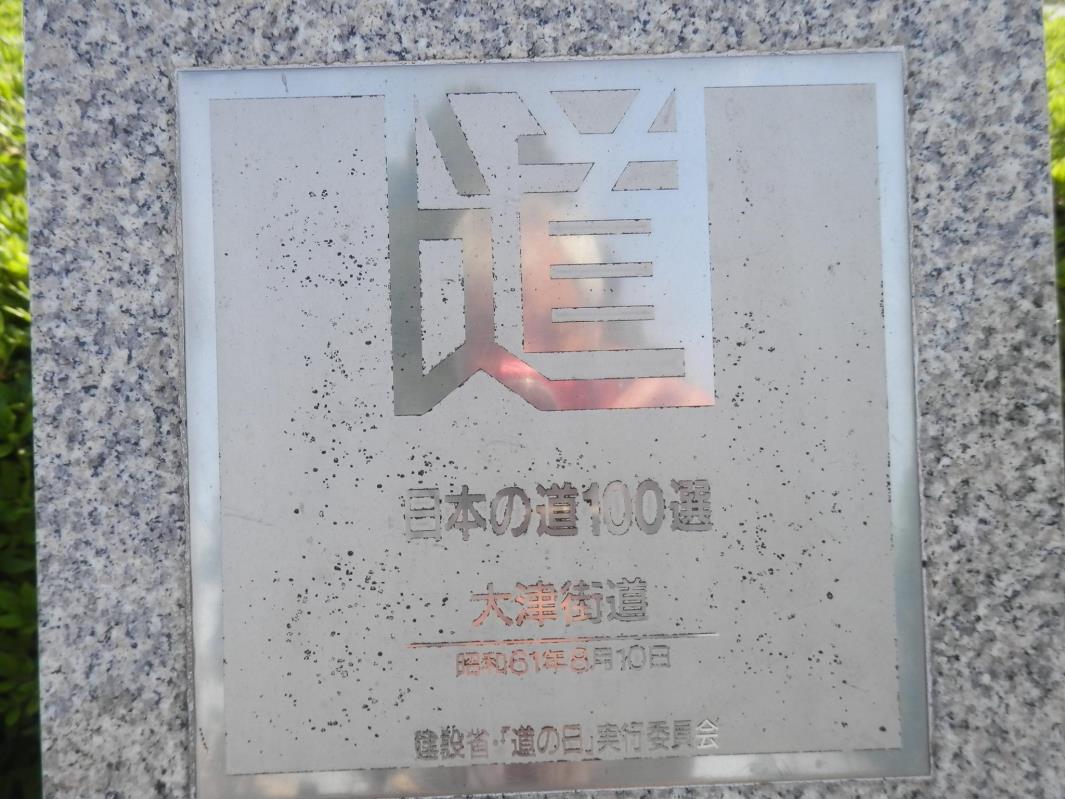 道
日本の道100選
大津街道
昭和61年8月10日
建設省・「道の日」実行委員会